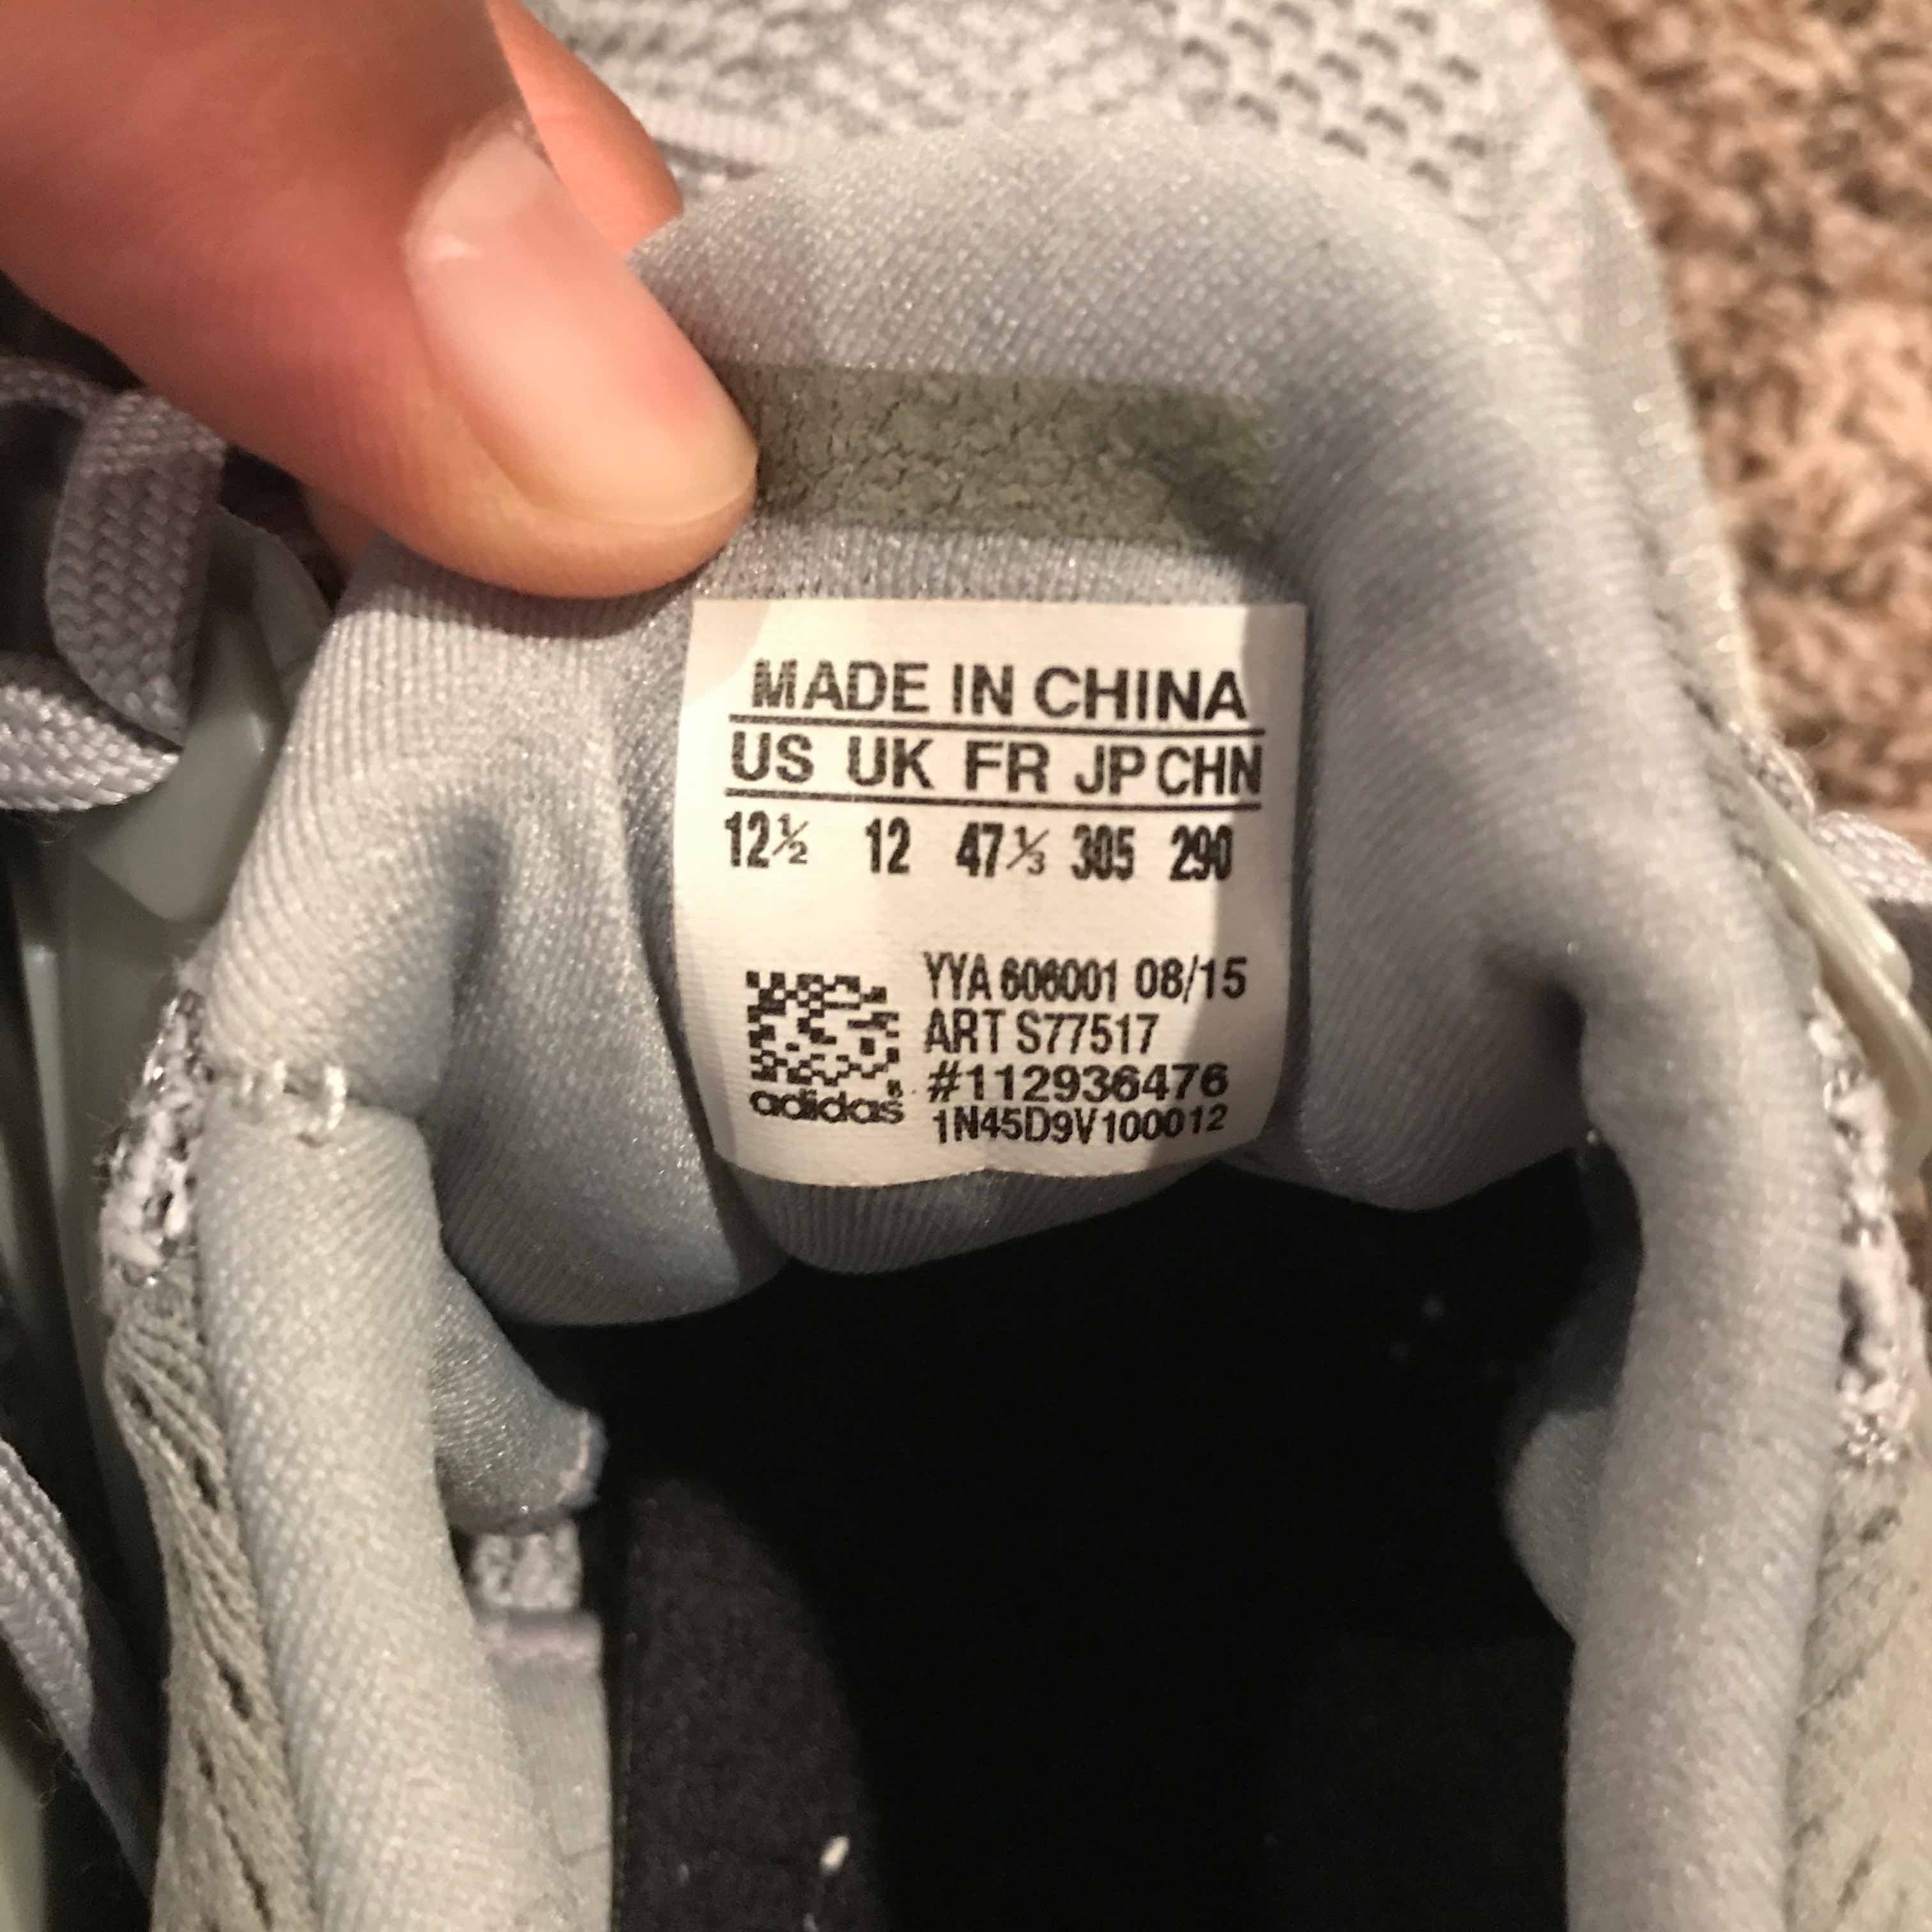 MADE IN CHINA
US UK FR JP CHN
12½ 12 47⅓ 305 290
YYA 606001 08/15
ART S77517
#112936476
adidas 1N45D9V100012